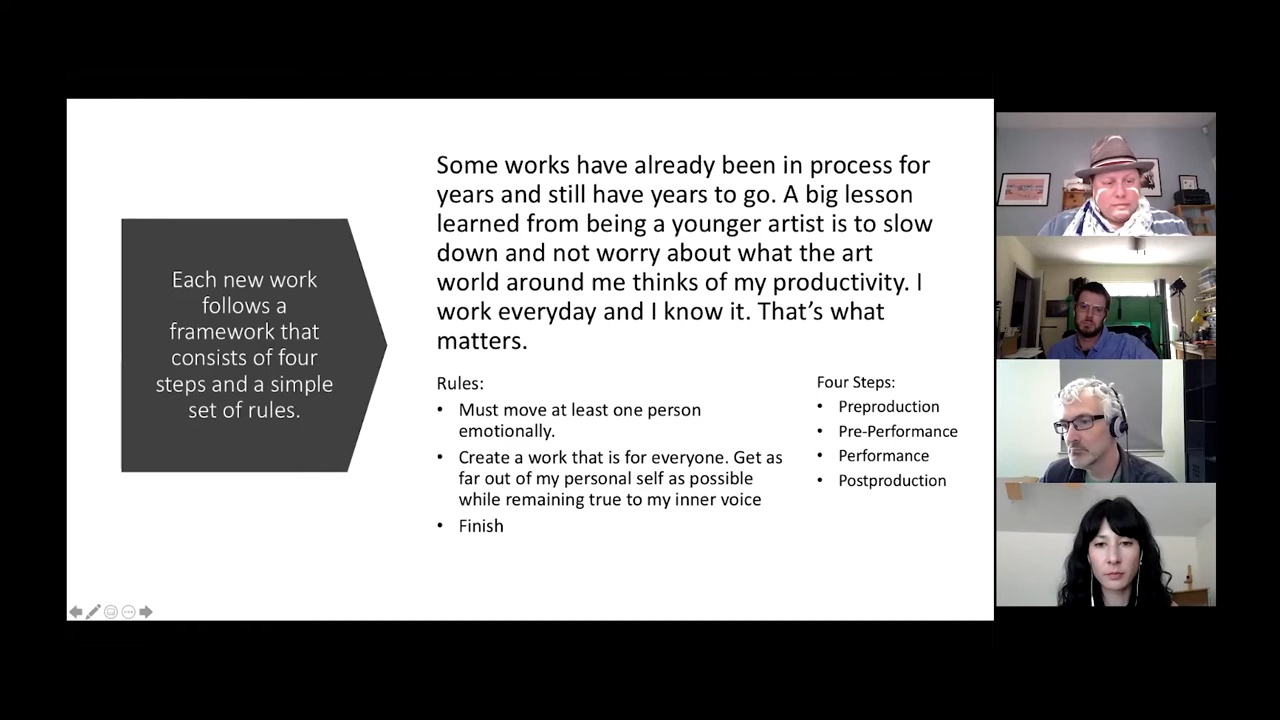 Each new work
follows a
framework that
consists of four
steps and a simple
set of rules.
Some works have already been in process for
years and still have years to go. A big lesson
learned from being a younger artist is to slow
down and not worry about what the art
world around me thinks of my productivity. I
work everyday and I know it. That’s what
matters.
Rules:
• Must move at least one person
emotionally.
• Create a work that is for everyone. Get as
far out of my personal self as possible
while remaining true to my inner voice
• Finish
Four Steps:
• Preproduction
• Pre-Performance
• Performance
• Postproduction